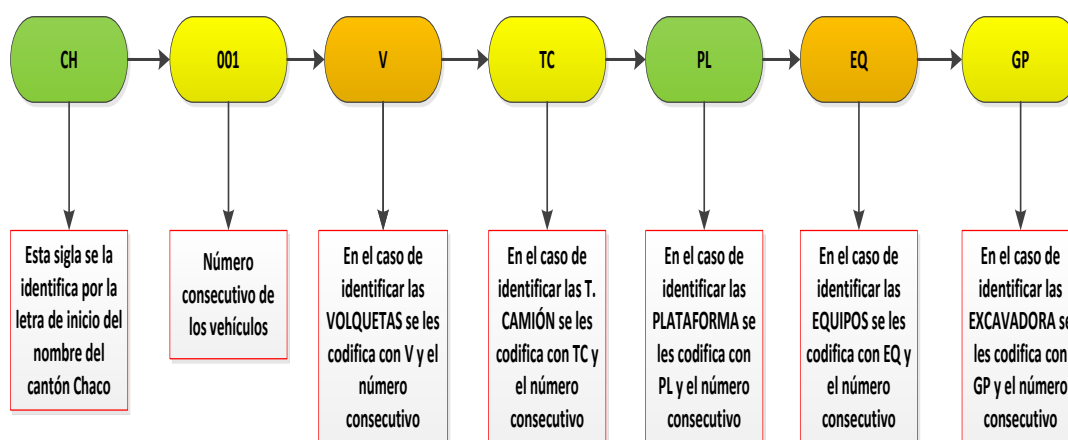 CH
001
V
TC
PL
EQ
GP
Esta sigla se la
identifica por la
letra de inicio del
nombre del
cantón Chaco
Número
consecutivo de
los vehículos
En el caso de
identificar las
VOLQUETAS se les
codifica con V y el
número
consecutivo
En el caso de
identificar las T.
CAMIÓN se les
codifica con TC y
el número
consecutivo
En el caso de
identificar las
PLATAFORMA se
les codifica con
PL y el número
consecutivo
En el caso de
identificar las
EQUIPOS se les
codifica con EQ y
el número
consecutivo
En el caso de
identificar las
EXCAVADORA se
les codifica con
GP y el número
consecutivo